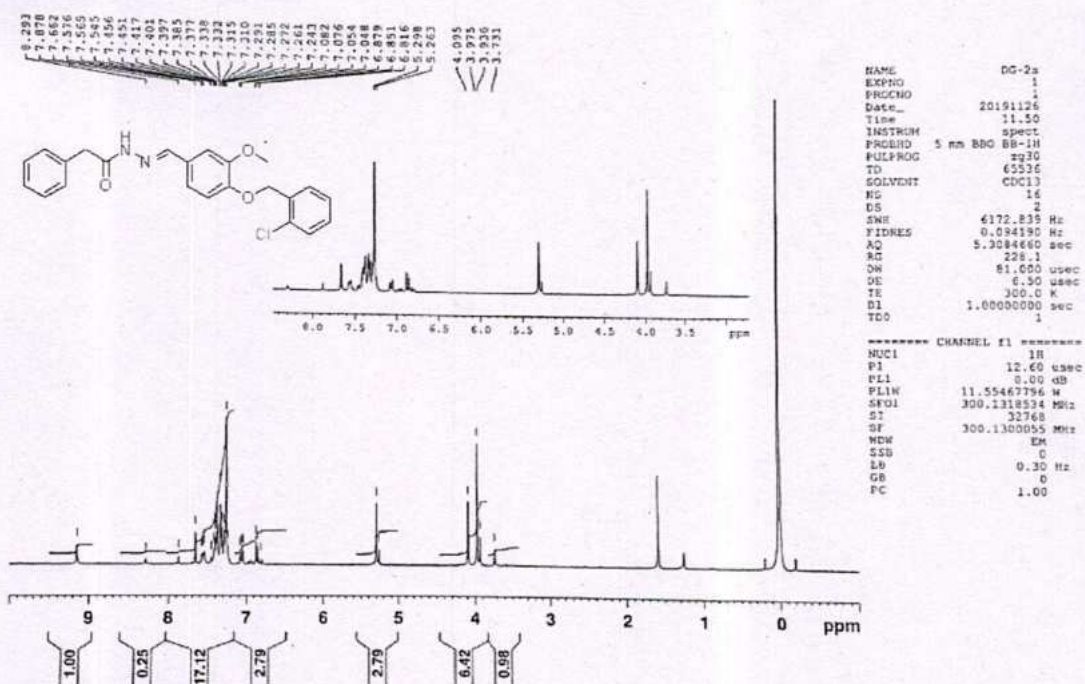 8.293
7.878
7.662
7.576
7.565
7.545
7.456
7.451
7.417
7.401
7.397
7.385
7.377
7.338
7.332
7.315
7.310
7.291
7.285
7.272
7.261
7.243
7.082
7.076
7.054
7.048
6.879
6.851
6.816
5.298
5.263
4.095
3.975
3.936
3.731
H
N
N
O
O
O
Cl
8.0 7.5 7.0 6.5 6.0 5.5 5.0 4.5 4.0 3.5 ppm
NAME DG-2a
EXPNO 1
PROCNO 1
Date_ 20191126
Time 11.50
INSTRUM spect
PROBHD 5 mm BBO BB-1H
PULPROG zg30
TD 65536
SOLVENT CDCl3
NS 16
DS 2
SWH 6172.839 Hz
FIDRES 0.094190 Hz
AQ 5.3084660 sec
RG 228.1
DW 81.000 usec
DE 6.50 usec
TE 300.0 K
D1 1.00000000 sec
TD0 1
======== CHANNEL f1 ========
NUC1 1H
P1 12.60 usec
PL1 0.00 dB
PL1W 11.55467796 W
SFO1 300.1318534 MHz
SI 32768
SF 300.1300055 MHz
WDW EM
SSB 0
LB 0.30 Hz
GB 0
PC 1.00
9 8 7 6 5 4 3 2 1 0 ppm
1.00 0.25 17.12 2.79 2.79 6.42 0.98